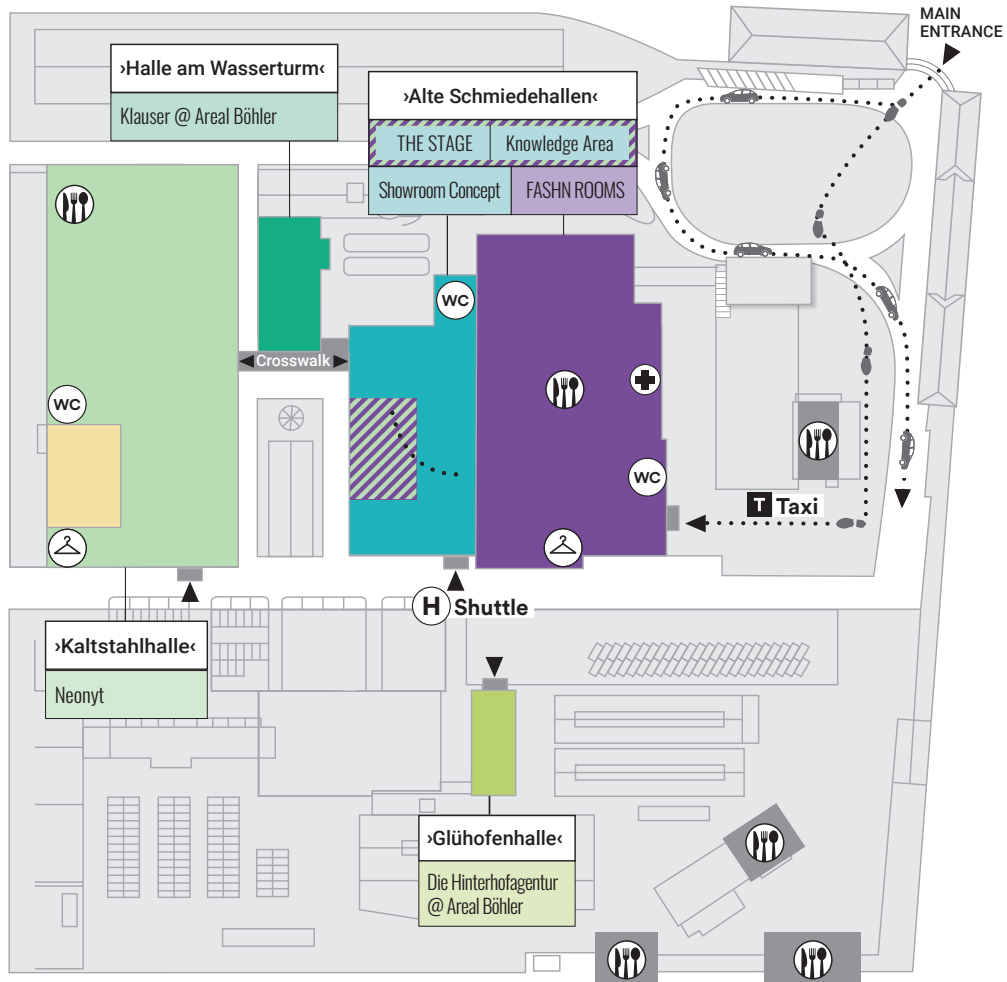 MAIN
ENTRANCE
›Halle am Wasserturm‹
Klauser @ Areal Böhler
›Alte Schmiedehallen‹
THE STAGE
Knowledge Area
Showroom Concept
FASHN ROOMS
WC
Crosswalk
WC
WC
T Taxi
H Shuttle
›Kaltstahlhalle‹
Neonyt
›Glühofenhalle‹
Die Hinterhofagentur
@ Areal Böhler